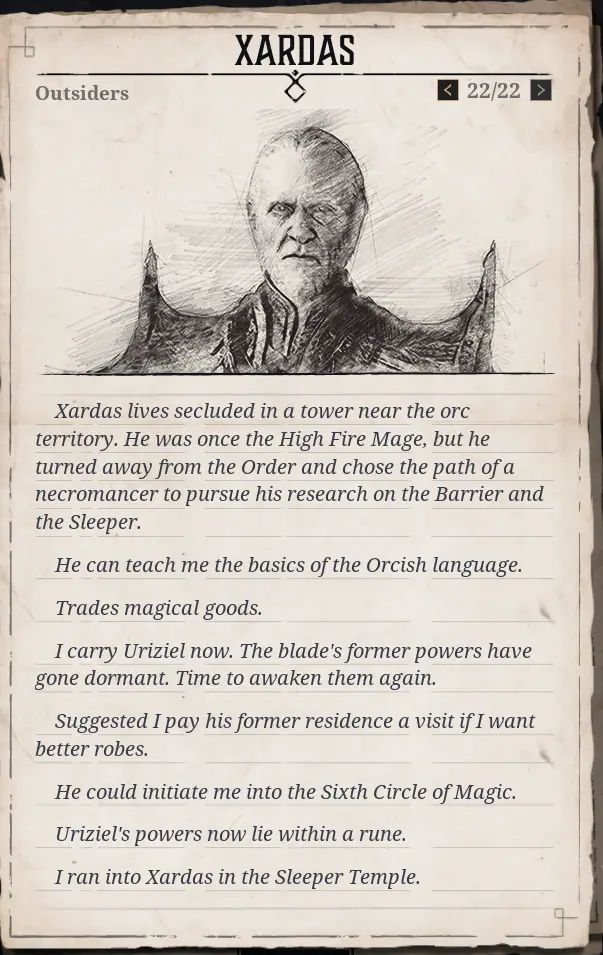 XARDAS
Outsiders
< 22/22 >
Xardas lives secluded in a tower near the orc
territory. He was once the High Fire Mage, but he
turned away from the Order and chose the path of a
necromancer to pursue his research on the Barrier and
the Sleeper.
He can teach me the basics of the Orcish language.
Trades magical goods.
I carry Uriziel now. The blade's former powers have
gone dormant. Time to awaken them again.
Suggested I pay his former residence a visit if I want
better robes.
He could initiate me into the Sixth Circle of Magic.
Uriziel's powers now lie within a rune.
I ran into Xardas in the Sleeper Temple.